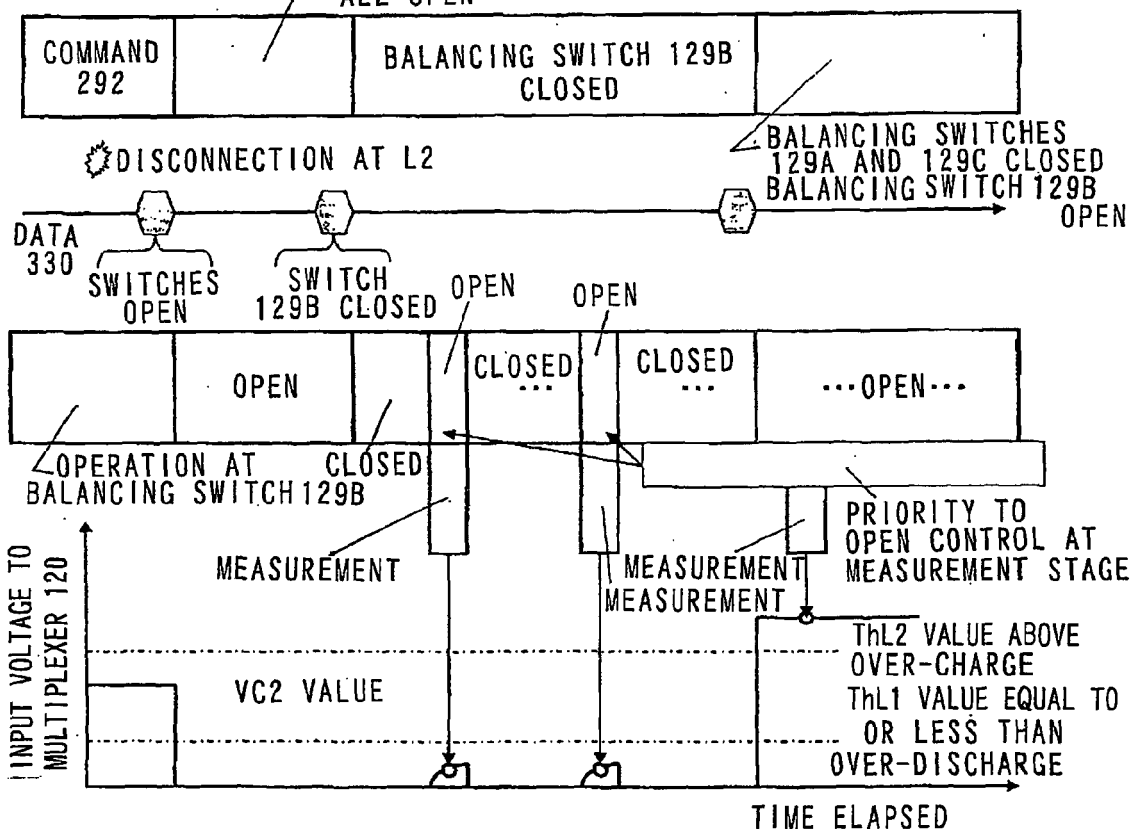 ALL OPEN
COMMAND
292
BALANCING SWITCH 129B
CLOSED
BALANCING SWITCHES
129A AND 129C CLOSED
BALANCING SWITCH 129B
OPEN
DISCONNECTION AT L2
DATA
330
SWITCHES
OPEN
SWITCH
129B CLOSED
OPEN
OPEN
OPEN
CLOSED
...
CLOSED
...
...OPEN...
OPERATION AT
BALANCING SWITCH 129B
CLOSED
MEASUREMENT
MEASUREMENT
MEASUREMENT
PRIORITY TO
OPEN CONTROL AT
MEASUREMENT STAGE
INPUT VOLTAGE TO
MULTIPLEXER 120
VC2 VALUE
ThL2 VALUE ABOVE
OVER-CHARGE
ThL1 VALUE EQUAL TO
OR LESS THAN
OVER-DISCHARGE
TIME ELAPSED